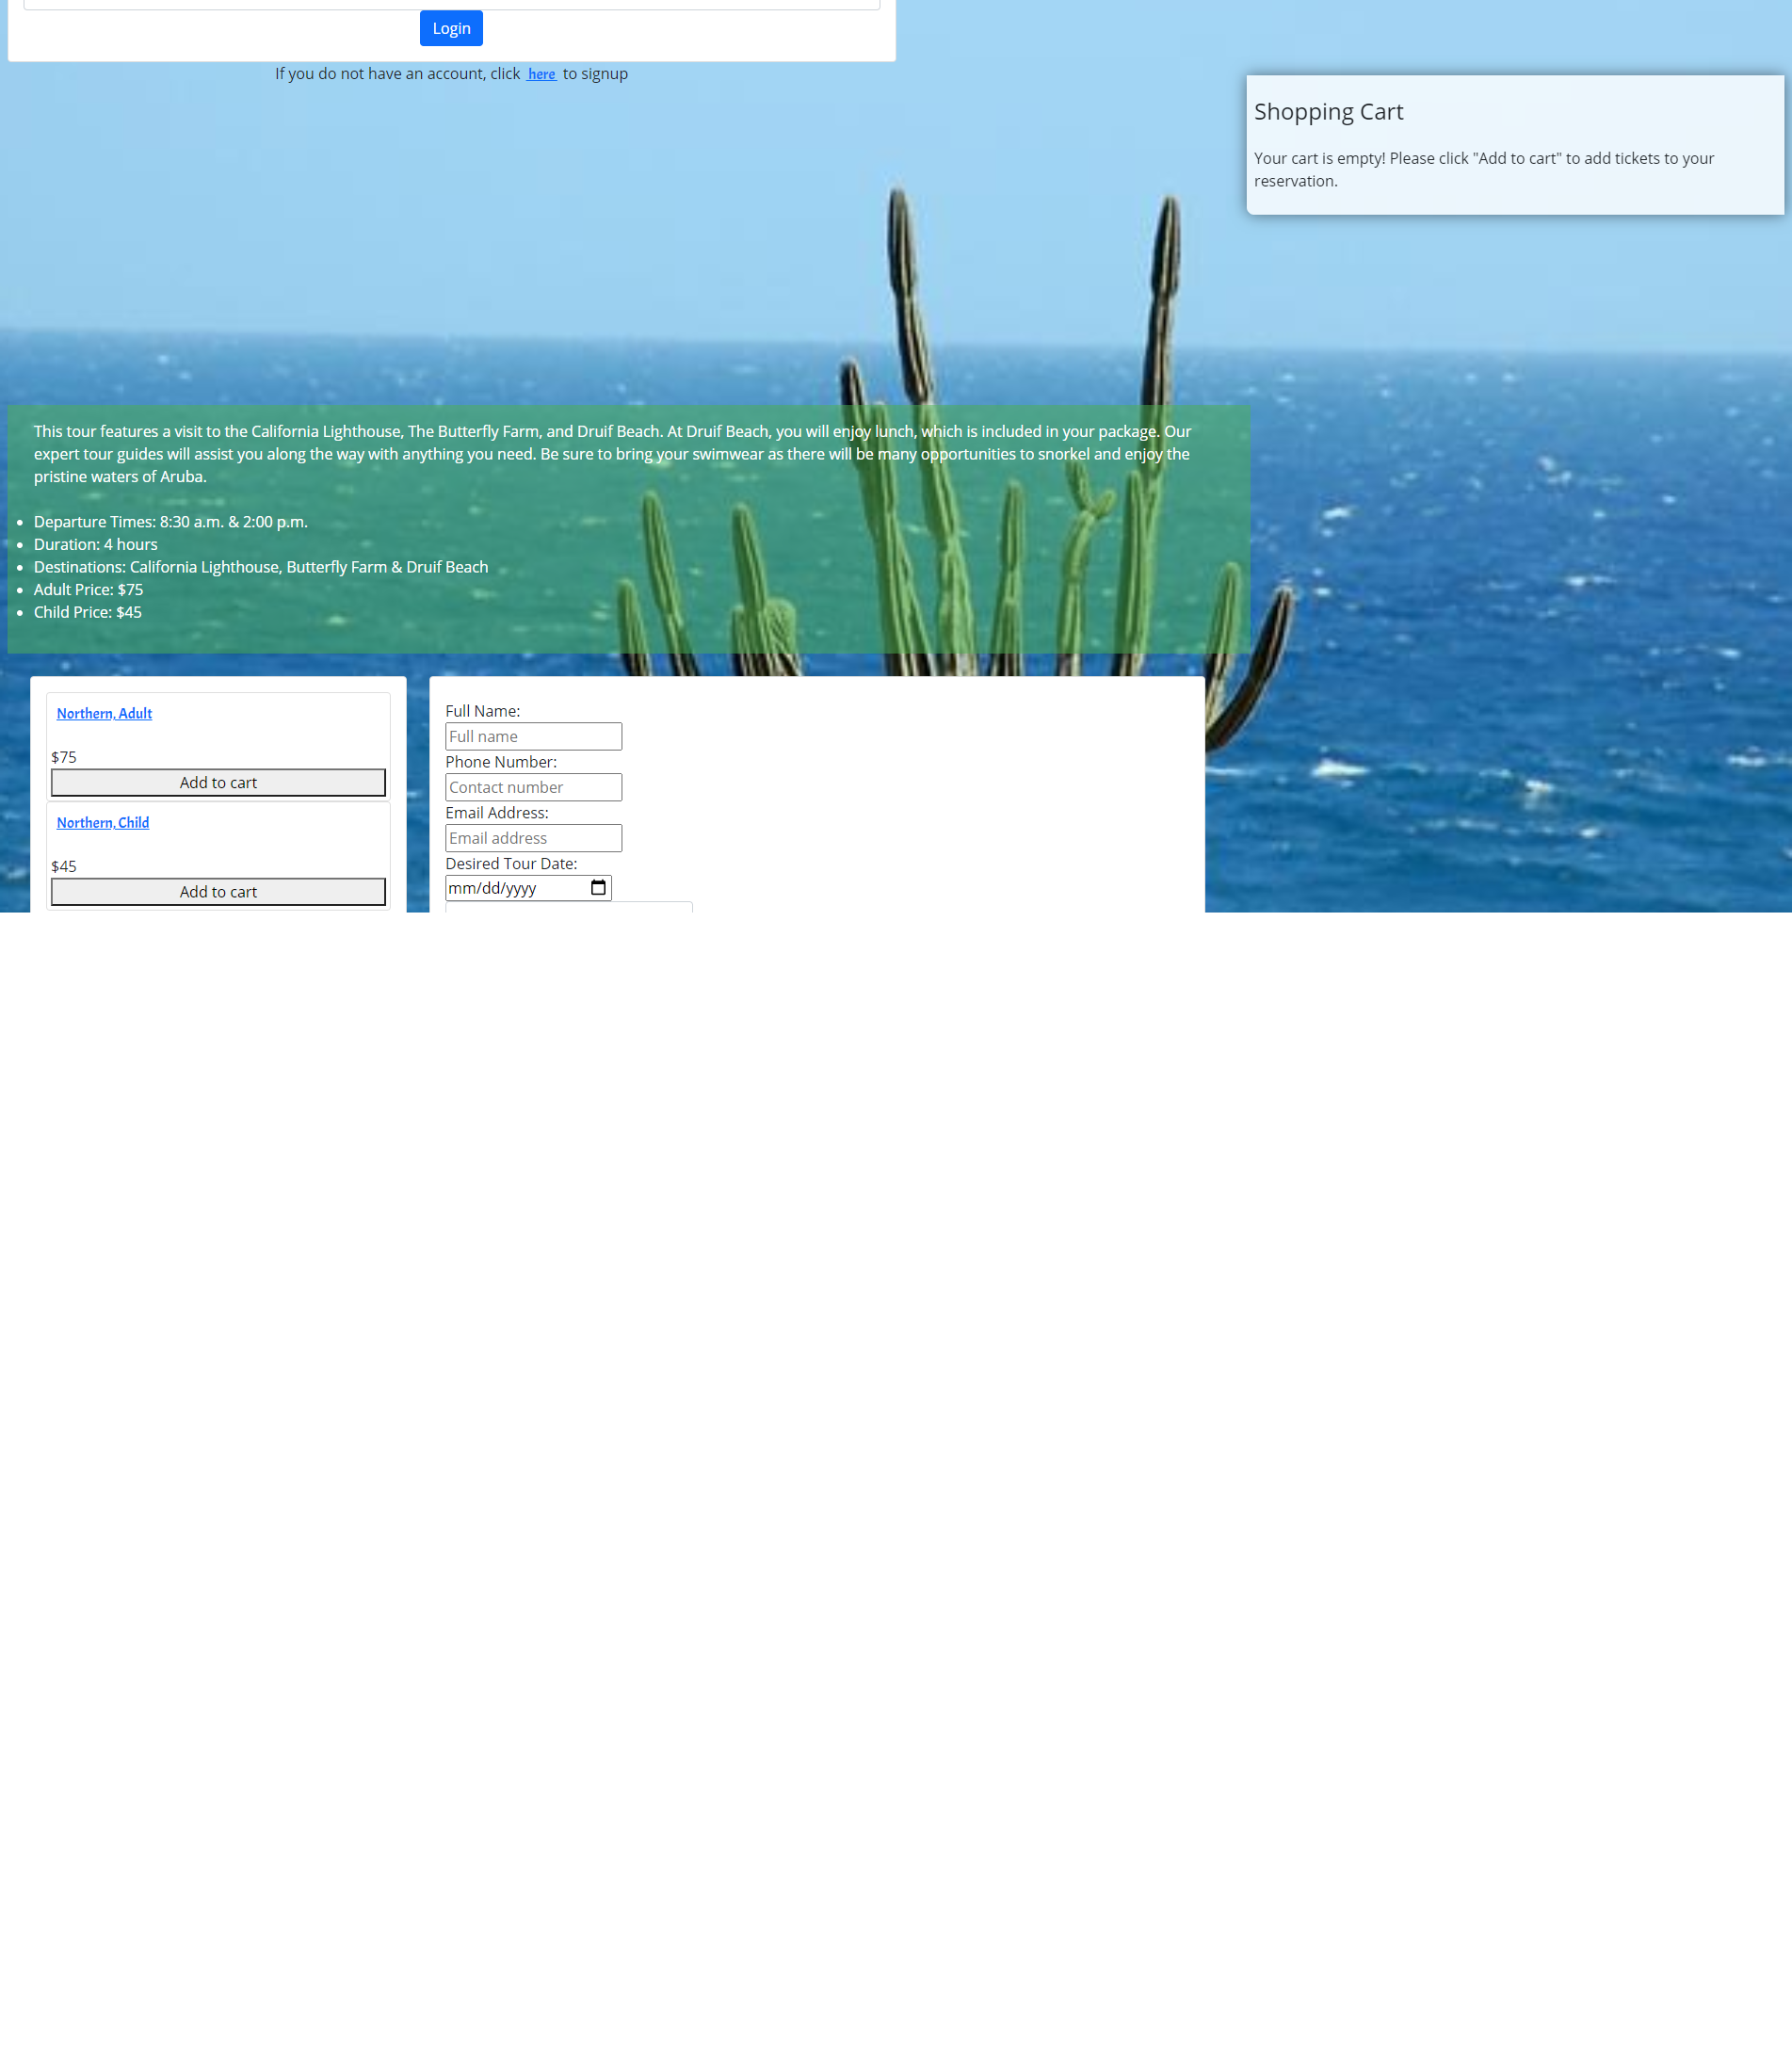 Login
If you do not have an account, click here to signup
Shopping Cart
Your cart is empty! Please click "Add to cart" to add tickets to your
reservation.
This tour features a visit to the California Lighthouse, The Butterfly Farm, and Druif Beach. At Druif Beach, you will enjoy lunch, which is included in your package. Our
expert tour guides will assist you along the way with anything you need. Be sure to bring your swimwear as there will be many opportunities to snorkel and enjoy the
pristine waters of Aruba.
• Departure Times: 8:30 a.m. & 2:00 p.m.
• Duration: 4 hours
• Destinations: California Lighthouse, Butterfly Farm & Druif Beach
• Adult Price: $75
• Child Price: $45
Northern, Adult
$75
Add to cart
Northern, Child
$45
Add to cart
Full Name:
Full name
Phone Number:
Contact number
Email Address:
Email address
Desired Tour Date:
mm/dd/yyyy